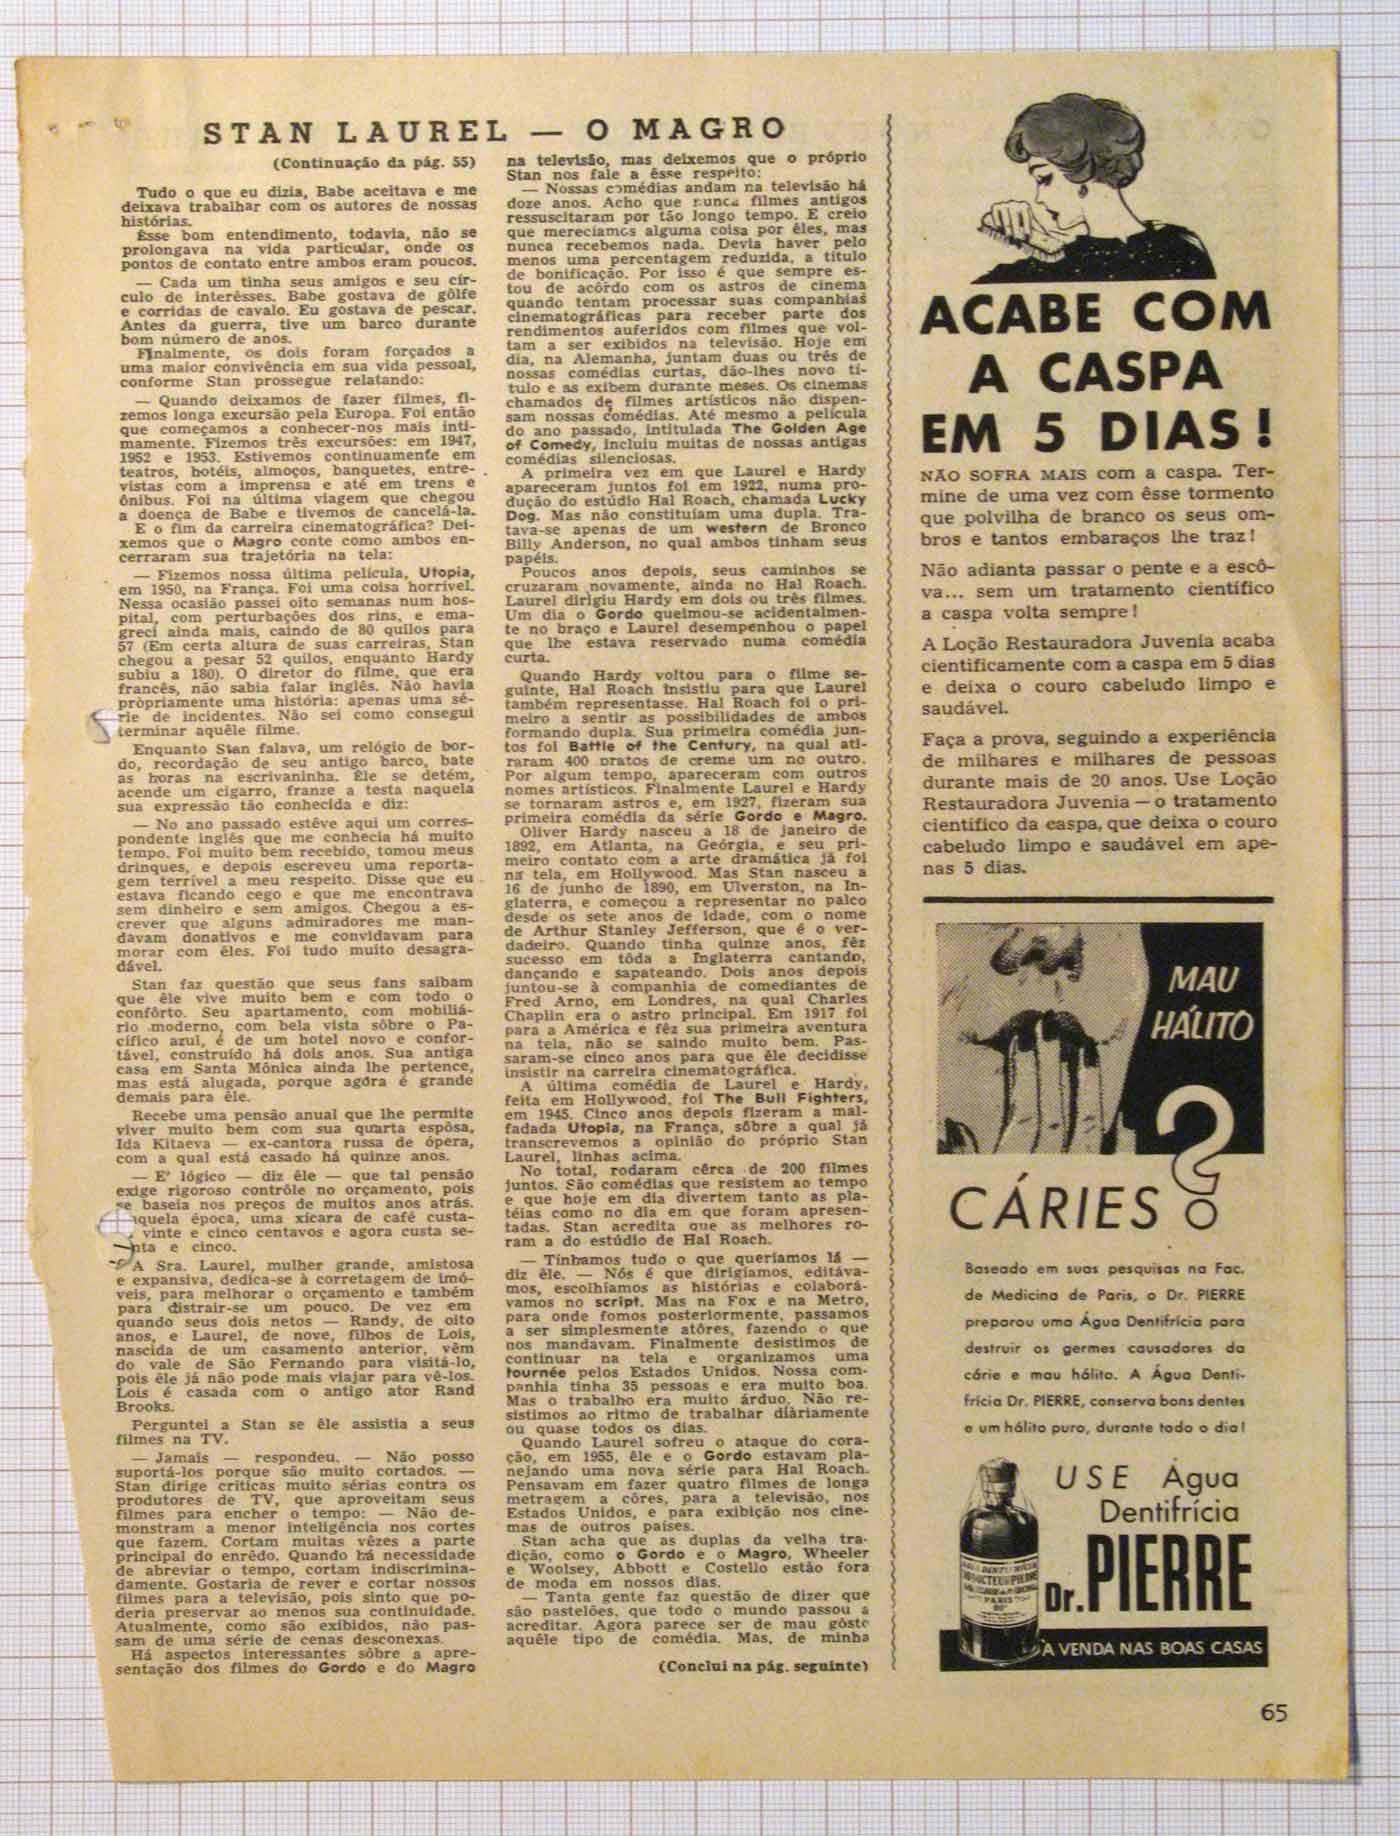 STAN LAUREL — O MAGRO
(Continuação da pág. 55)
Tudo o que eu dizia, Babe aceitava e me
deixava trabalhar com os autores de nossas
histórias.
Êsse bom entendimento, todavia, não se
prolongava na vida particular, onde os
pontos de contato entre ambos eram poucos.
— Cada um tinha seus amigos e seu cír-
culo de interêsses. Babe gostava de gôlfe
e corridas de cavalo. Eu gostava de pescar.
Antes da guerra, tive um barco durante
bom número de anos.
Finalmente, os dois foram forçados a
uma maior convivência em sua vida pessoal,
conforme Stan prossegue relatando:
— Quando deixamos de fazer filmes, fi-
zemos longa excursão pela Europa. Foi então
que começamos a conhecer-nos mais inti-
mamente. Fizemos três excursões: em 1947,
1952 e 1953. Estivemos continuamente em
teatros, hotéis, almoços, banquetes, entre-
vistas com a imprensa e até em trens e
ônibus. Foi na última viagem que chegou
a doença de Babe e tivemos de cancelá-la.
E o fim da carreira cinematográfica? Dei-
xemos que o Magro conte como ambos en-
cerraram sua trajetória na tela:
— Fizemos nossa última película, Utopia,
em 1950, na França. Foi uma coisa horrível.
Nessa ocasião passei oito semanas num hos-
pital, com perturbações dos rins, e ema-
greci ainda mais, caindo de 80 quilos para
57 (Em certa altura de suas carreiras, Stan
chegou a pesar 52 quilos, enquanto Hardy
subiu a 180). O diretor do filme, que era
francês, não sabia falar inglês. Não havia
pròpriamente uma história: apenas uma sé-
rie de incidentes. Não sei como consegui
terminar aquêle filme.
Enquanto Stan falava, um relógio de bor-
do, recordação de seu antigo barco, bate
as horas na escrivaninha. Êle se detém,
acende um cigarro, franze a testa naquela
sua expressão tão conhecida e diz:
— No ano passado estêve aqui um corres-
pondente inglês que me conhecia há muito
tempo. Foi muito bem recebido, tomou meus
drinques, e depois escreveu uma reporta-
gem terrível a meu respeito. Disse que eu
estava ficando cego e que me encontrava
sem dinheiro e sem amigos. Chegou a es-
crever que alguns admiradores me man-
davam donativos e me convidavam para
morar com êles. Foi tudo muito desagra-
dável.
Stan faz questão que seus fans saibam
que êle vive muito bem e com todo o
confôrto. Seu apartamento, com mobiliá-
rio moderno, com bela vista sôbre o Pa-
cífico azul, é de um hotel novo e confor-
tável, construído há dois anos. Sua antiga
casa em Santa Mônica ainda lhe pertence,
mas está alugada, porque agóra é grande
demais para êle.
Recebe uma pensão anual que lhe permite
viver muito bem com sua quarta espôsa,
Ida Kitaeva — ex-cantora russa de ópera,
com a qual está casado há quinze anos.
— E' lógico — diz êle — que tal pensão
exige rigoroso contrôle no orçamento, pois
se baseia nos preços de muitos anos atrás.
aquela época, uma xícara de café custa-
vinte e cinco centavos e agora custa se-
nta e cinco.
A Sra. Laurel, mulher grande, amistosa
e expansiva, dedica-se à corretagem de imó-
veis, para melhorar o orçamento e também
para distrair-se um pouco. De vez em
quando seus dois netos — Randy, de oito
anos, e Laurel, de nove, filhos de Lois,
nascida de um casamento anterior, vêm
do vale de São Fernando para visitá-lo,
pois êle já não pode mais viajar para vê-los.
Lois é casada com o antigo ator Rand
Brooks.
Perguntei a Stan se êle assistia a seus
filmes na TV.
— Jamais — respondeu. — Não posso
suportá-los porque são muito cortados. —
Stan dirige críticas muito sérias contra os
produtores de TV, que aproveitam seus
filmes para encher o tempo: — Não de-
monstram a menor inteligência nos cortes
que fazem. Cortam muitas vêzes a parte
principal do enrêdo. Quando há necessidade
de abreviar o tempo, cortam indiscrimina-
damente. Gostaria de rever e cortar nossos
filmes para a televisão, pois sinto que po-
deria preservar ao menos sua continuidade.
Atualmente, como são exibidos, não pas-
sam de uma série de cenas desconexas.
Há aspectos interessantes sôbre a apre-
sentação dos filmes do Gordo e do Magro
na televisão, mas deixemos que o próprio
Stan nos fale a êsse respeito:
— Nossas comédias andam na televisão há
doze anos. Acho que nunca filmes antigos
ressuscitaram por tão longo tempo. E creio
que merecíamos alguma coisa por êles, mas
nunca recebemos nada. Devia haver pelo
menos uma percentagem reduzida, a título
de bonificação. Por isso é que sempre es-
tou de acôrdo com os astros de cinema
quando tentam processar suas companhias
cinematográficas para receber parte dos
rendimentos auferidos com filmes que vol-
tam a ser exibidos na televisão. Hoje em
dia, na Alemanha, juntam duas ou três de
nossas comédias curtas, dão-lhes novo tí-
tulo e as exibem durante meses. Os cinemas
chamados de filmes artísticos não dispen-
sam nossas comédias. Até mesmo a película
do ano passado, intitulada The Golden Age
of Comedy, incluiu muitas de nossas antigas
comédias silenciosas.
A primeira vez em que Laurel e Hardy
apareceram juntos foi em 1922, numa pro-
dução do estúdio Hal Roach, chamada Lucky
Dog. Mas não constituíam uma dupla. Tra-
tava-se apenas de um western de Bronco
Billy Anderson, no qual ambos tinham seus
papéis.
Poucos anos depois, seus caminhos se
cruzaram novamente, ainda no Hal Roach.
Laurel dirigiu Hardy em dois ou três filmes.
Um dia o Gordo queimou-se acidentalmen-
te no braço e Laurel desempenhou o papel
que lhe estava reservado numa comédia
curta.
Quando Hardy voltou para o filme se-
guinte, Hal Roach insistiu para que Laurel
também representasse. Hal Roach foi o pri-
meiro a sentir as possibilidades de ambos
formando dupla. Sua primeira comédia jun-
tos foi Battle of the Century, na qual ati-
raram 400 pratos de creme um no outro.
Por algum tempo, apareceram com outros
nomes artísticos. Finalmente Laurel e Hardy
se tornaram astros e, em 1927, fizeram sua
primeira comédia da série Gordo e Magro.
Oliver Hardy nasceu a 18 de janeiro de
1892, em Atlanta, na Geórgia, e seu pri-
meiro contato com a arte dramática já foi
na tela, em Hollywood. Mas Stan nasceu a
16 de junho de 1890, em Ulverston, na In-
glaterra, e começou a representar no palco
desde os sete anos de idade, com o nome
de Arthur Stanley Jefferson, que é o ver-
dadeiro. Quando tinha quinze anos, fêz
sucesso em tôda a Inglaterra cantando,
dançando e sapateando. Dois anos depois
juntou-se à companhia de comediantes de
Fred Arno, em Londres, na qual Charles
Chaplin era o astro principal. Em 1917 foi
para a América e fêz sua primeira aventura
na tela, não se saindo muito bem. Pas-
saram-se cinco anos para que êle decidisse
insistir na carreira cinematográfica.
A última comédia de Laurel e Hardy,
feita em Hollywood, foi The Bull Fighters,
em 1945. Cinco anos depois fizeram a mal-
fadada Utopia, na França, sôbre a qual já
transcrevemos a opinião do próprio Stan
Laurel, linhas acima.
No total, rodaram cêrca de 200 filmes
juntos. São comédias que resistem ao tempo
e que hoje em dia divertem tanto as pla-
téias como no dia em que foram apresen-
tadas. Stan acredita que as melhores ro-
ram a do estúdio de Hal Roach.
— Tínhamos tudo o que queríamos lá —
diz êle. — Nós é que dirigíamos, editáva-
mos, escolhíamos as histórias e colaborá-
vamos no script. Mas na Fox e na Metro,
para onde fomos posteriormente, passamos
a ser simplesmente atôres, fazendo o que
nos mandavam. Finalmente desistimos de
continuar na tela e organizamos uma
tournée pelos Estados Unidos. Nossa com-
panhia tinha 35 pessoas e era muito boa.
Mas o trabalho era muito árduo. Não re-
sistimos ao ritmo de trabalhar diàriamente
ou quase todos os dias.
Quando Laurel sofreu o ataque do cora-
ção, em 1955, êle e o Gordo estavam pla-
nejando uma nova série para Hal Roach.
Pensavam em fazer quatro filmes de longa
metragem a côres, para a televisão, nos
Estados Unidos, e para exibição nos cine-
mas de outros países.
Stan acha que as duplas da velha tra-
dição, como o Gordo e o Magro, Wheeler
e Woolsey, Abbott e Costello estão fora
de moda em nossos dias.
— Tanta gente faz questão de dizer que
são pastelões, que todo o mundo passou a
acreditar. Agora parece ser de mau gôsto
aquêle tipo de comédia. Mas, de minha
(Conclui na pág. seguinte)
ACABE COM
A CASPA
EM 5 DIAS!
NÃO SOFRA MAIS com a caspa. Ter-
mine de uma vez com êsse tormento
que polvilha de branco os seus om-
bros e tantos embaraços lhe traz!
Não adianta passar o pente e a escô-
va... sem um tratamento científico
a caspa volta sempre!
A Loção Restauradora Juvenia acaba
cientificamente com a caspa em 5 dias
e deixa o couro cabeludo limpo e
saudável.
Faça a prova, seguindo a experiência
de milhares e milhares de pessoas
durante mais de 20 anos. Use Loção
Restauradora Juvenia — o tratamento
científico da caspa, que deixa o couro
cabeludo limpo e saudável em ape-
nas 5 dias.
MAU
HÁLITO
CÁRIES ?
Baseado em suas pesquisas na Fac.
de Medicina de Paris, o Dr. PIERRE
preparou uma Água Dentifrícia para
destruir os germes causadores da
cárie e mau hálito. A Água Denti-
frícia Dr. PIERRE, conserva bons dentes
e um hálito puro, durante todo o dia!
USE Água
Dentifrícia
Dr. PIERRE
DOCTEUR PIERRE
PARIS
A VENDA NAS BOAS CASAS
65